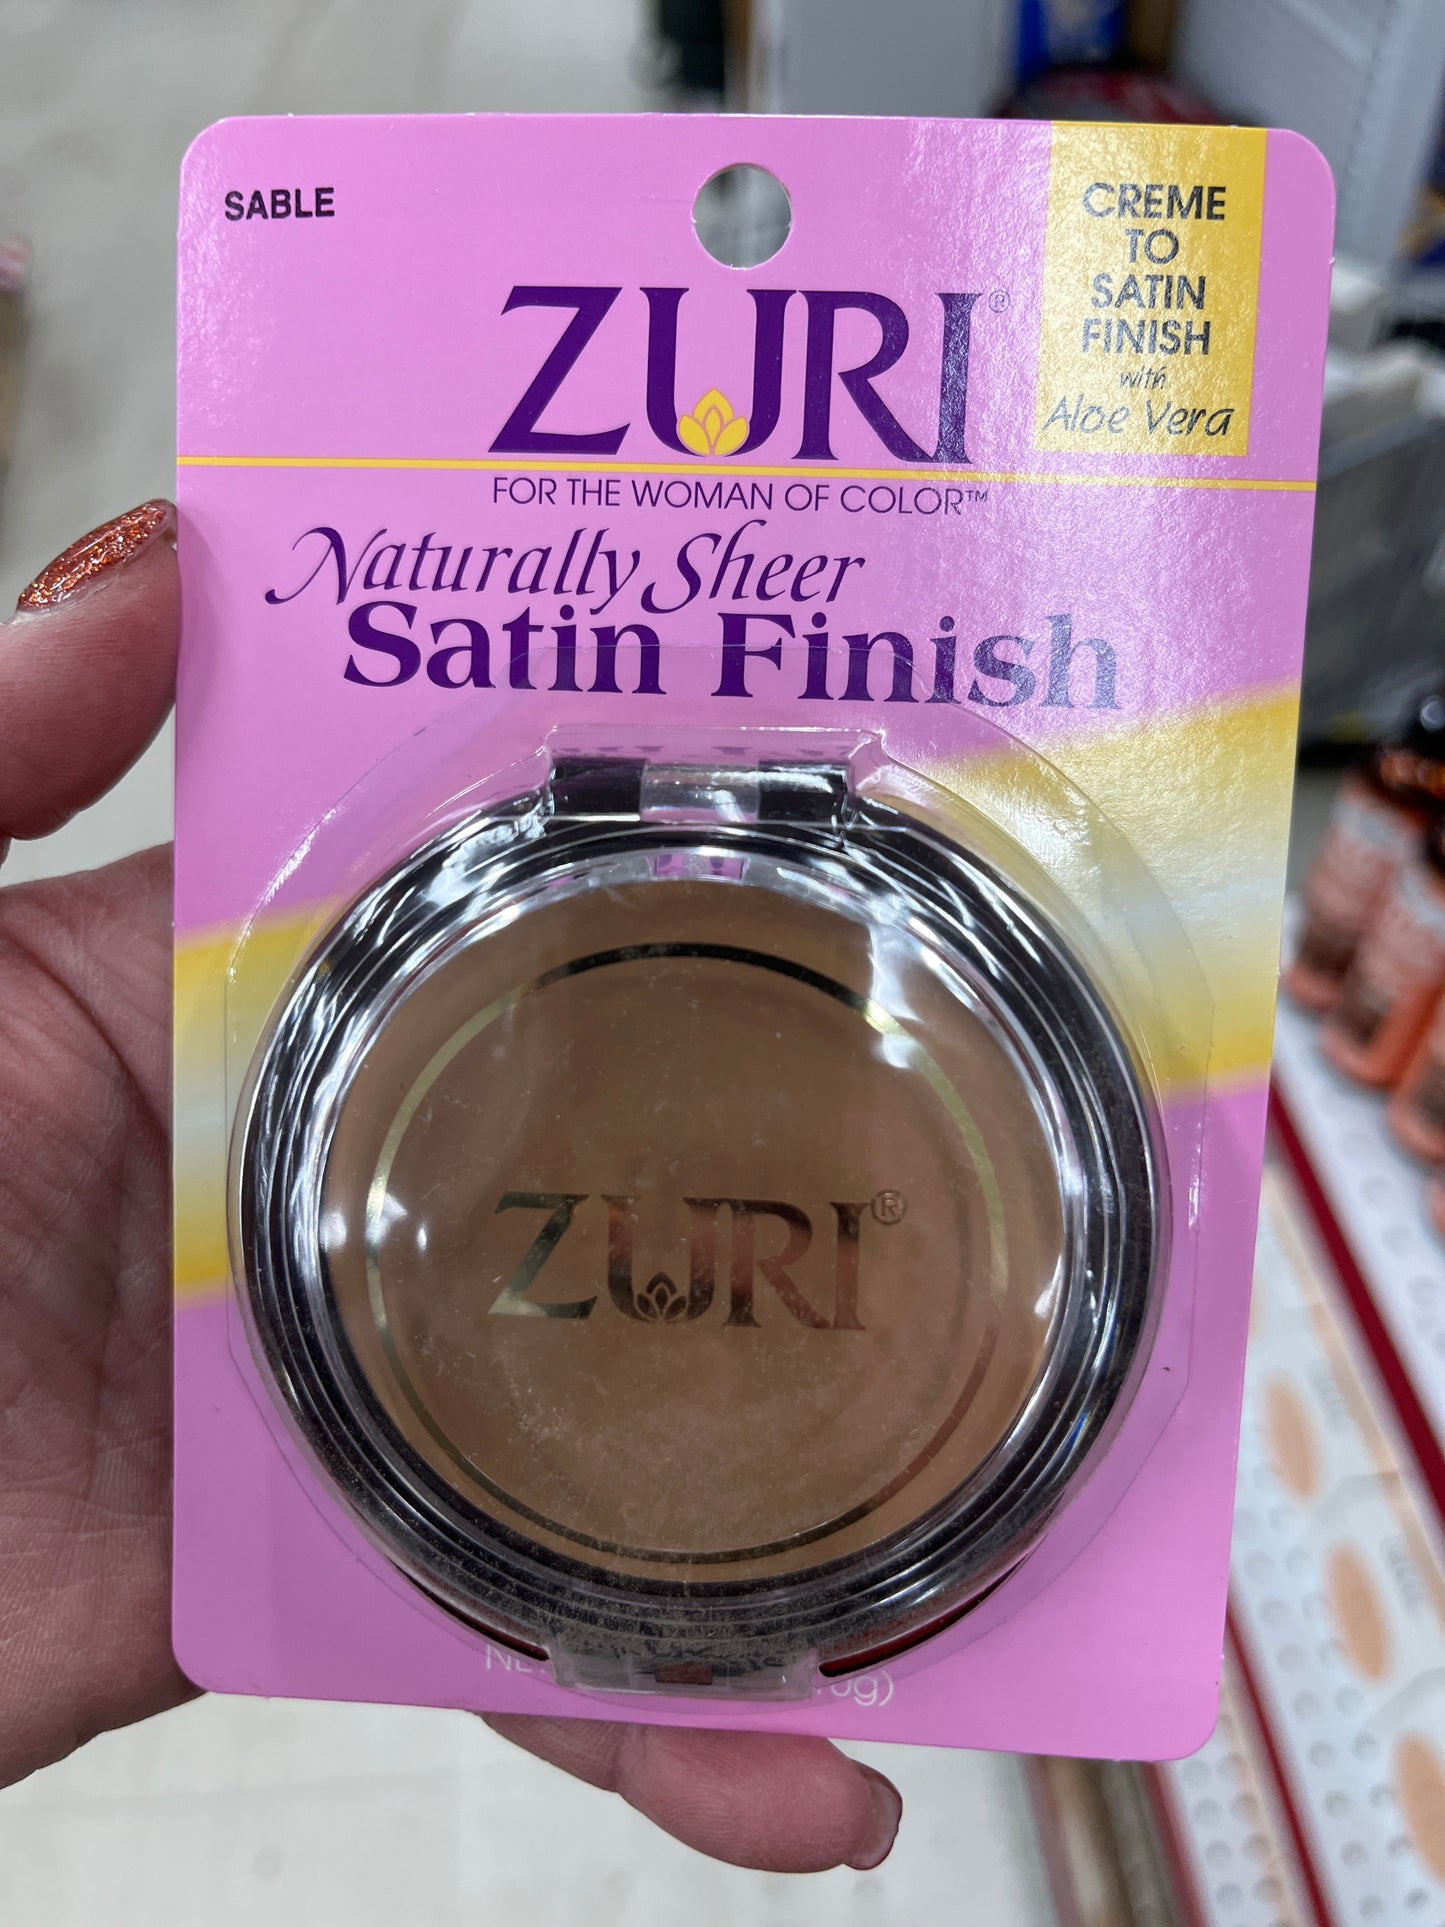 SABLE
CREME
TO
SATIN
FINISH
with
Aloe Vera
ZURI®
FOR THE WOMAN OF COLOR™
Naturally Sheer
Satin Finish
ZURI®